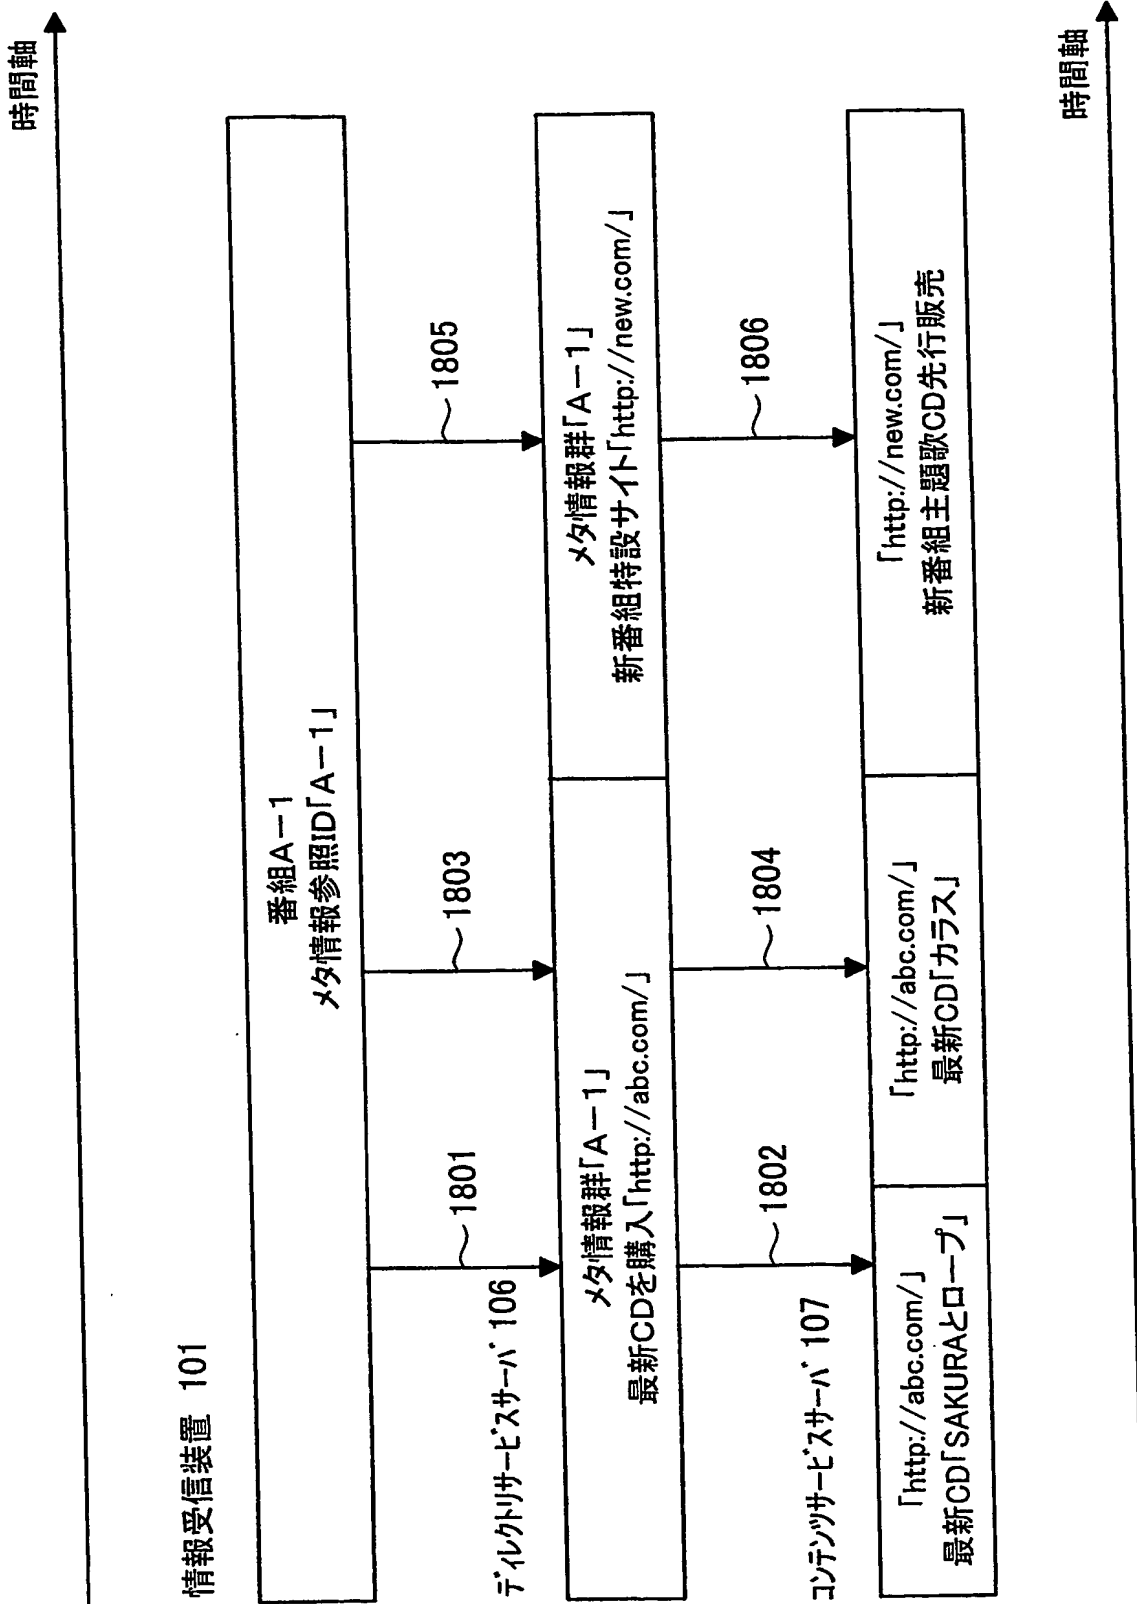 時間軸
情報受信装置 101
番組A－1
メタ情報参照ID「A－1」
1801
1803
1805
ディレクトリサービスサーバ 106
メタ情報群「A－1」
最新CDを購入「http://abc.com/」
メタ情報群「A－1」
新番組特設サイト「http://new.com/」
1802
1804
1806
コンテンツサービスサーバ 107
「http://abc.com/」
最新CD「SAKURAとロープ」
「http://abc.com/」
最新CD「カラス」
「http://new.com/」
新番組主題歌CD先行販売
時間軸